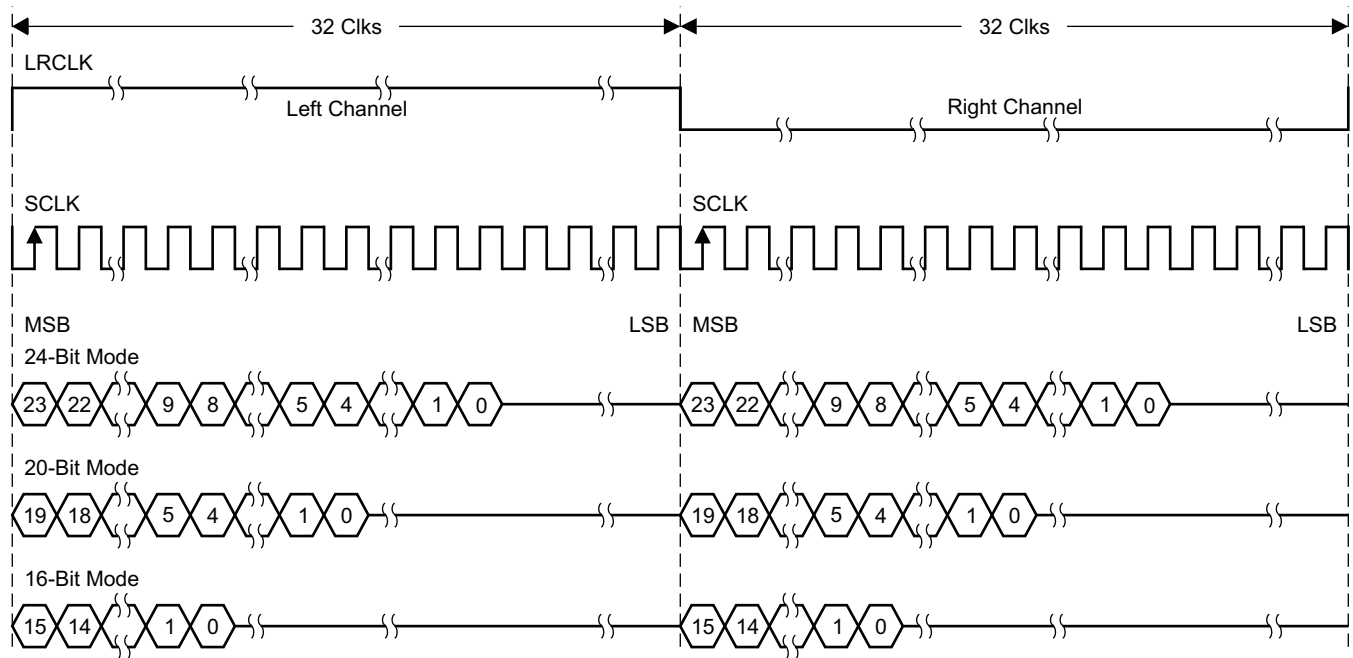 32 Clks 32 Clks
LRCLK
Left Channel Right Channel
SCLK SCLK
MSB LSB MSB LSB
24-Bit Mode
23 22 9 8 5 4 1 0 23 22 9 8 5 4 1 0
20-Bit Mode
19 18 5 4 1 0 19 18 5 4 1 0
16-Bit Mode
15 14 1 0 15 14 1 0